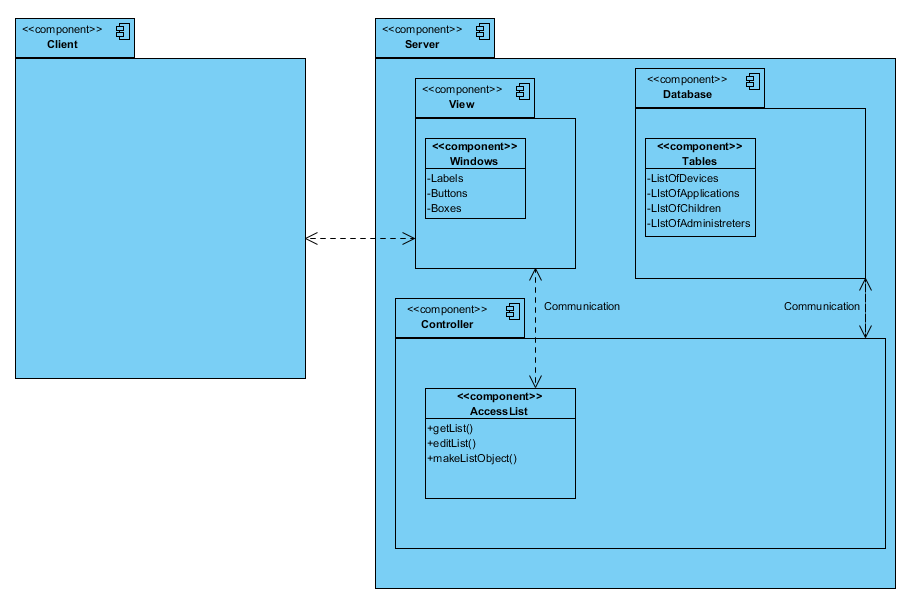 <<component>>
Client
<<component>>
Server
<<component>>
View
<<component>>
Windows
-Labels
-Buttons
-Boxes
<<component>>
Database
<<component>>
Tables
-ListOfDevices
-LIstOfApplications
-LIstOfChildren
-LIstOfAdministreters
Communication
Communication
<<component>>
Controller
<<component>>
AccessList
+getList()
+editList()
+makeListObject()